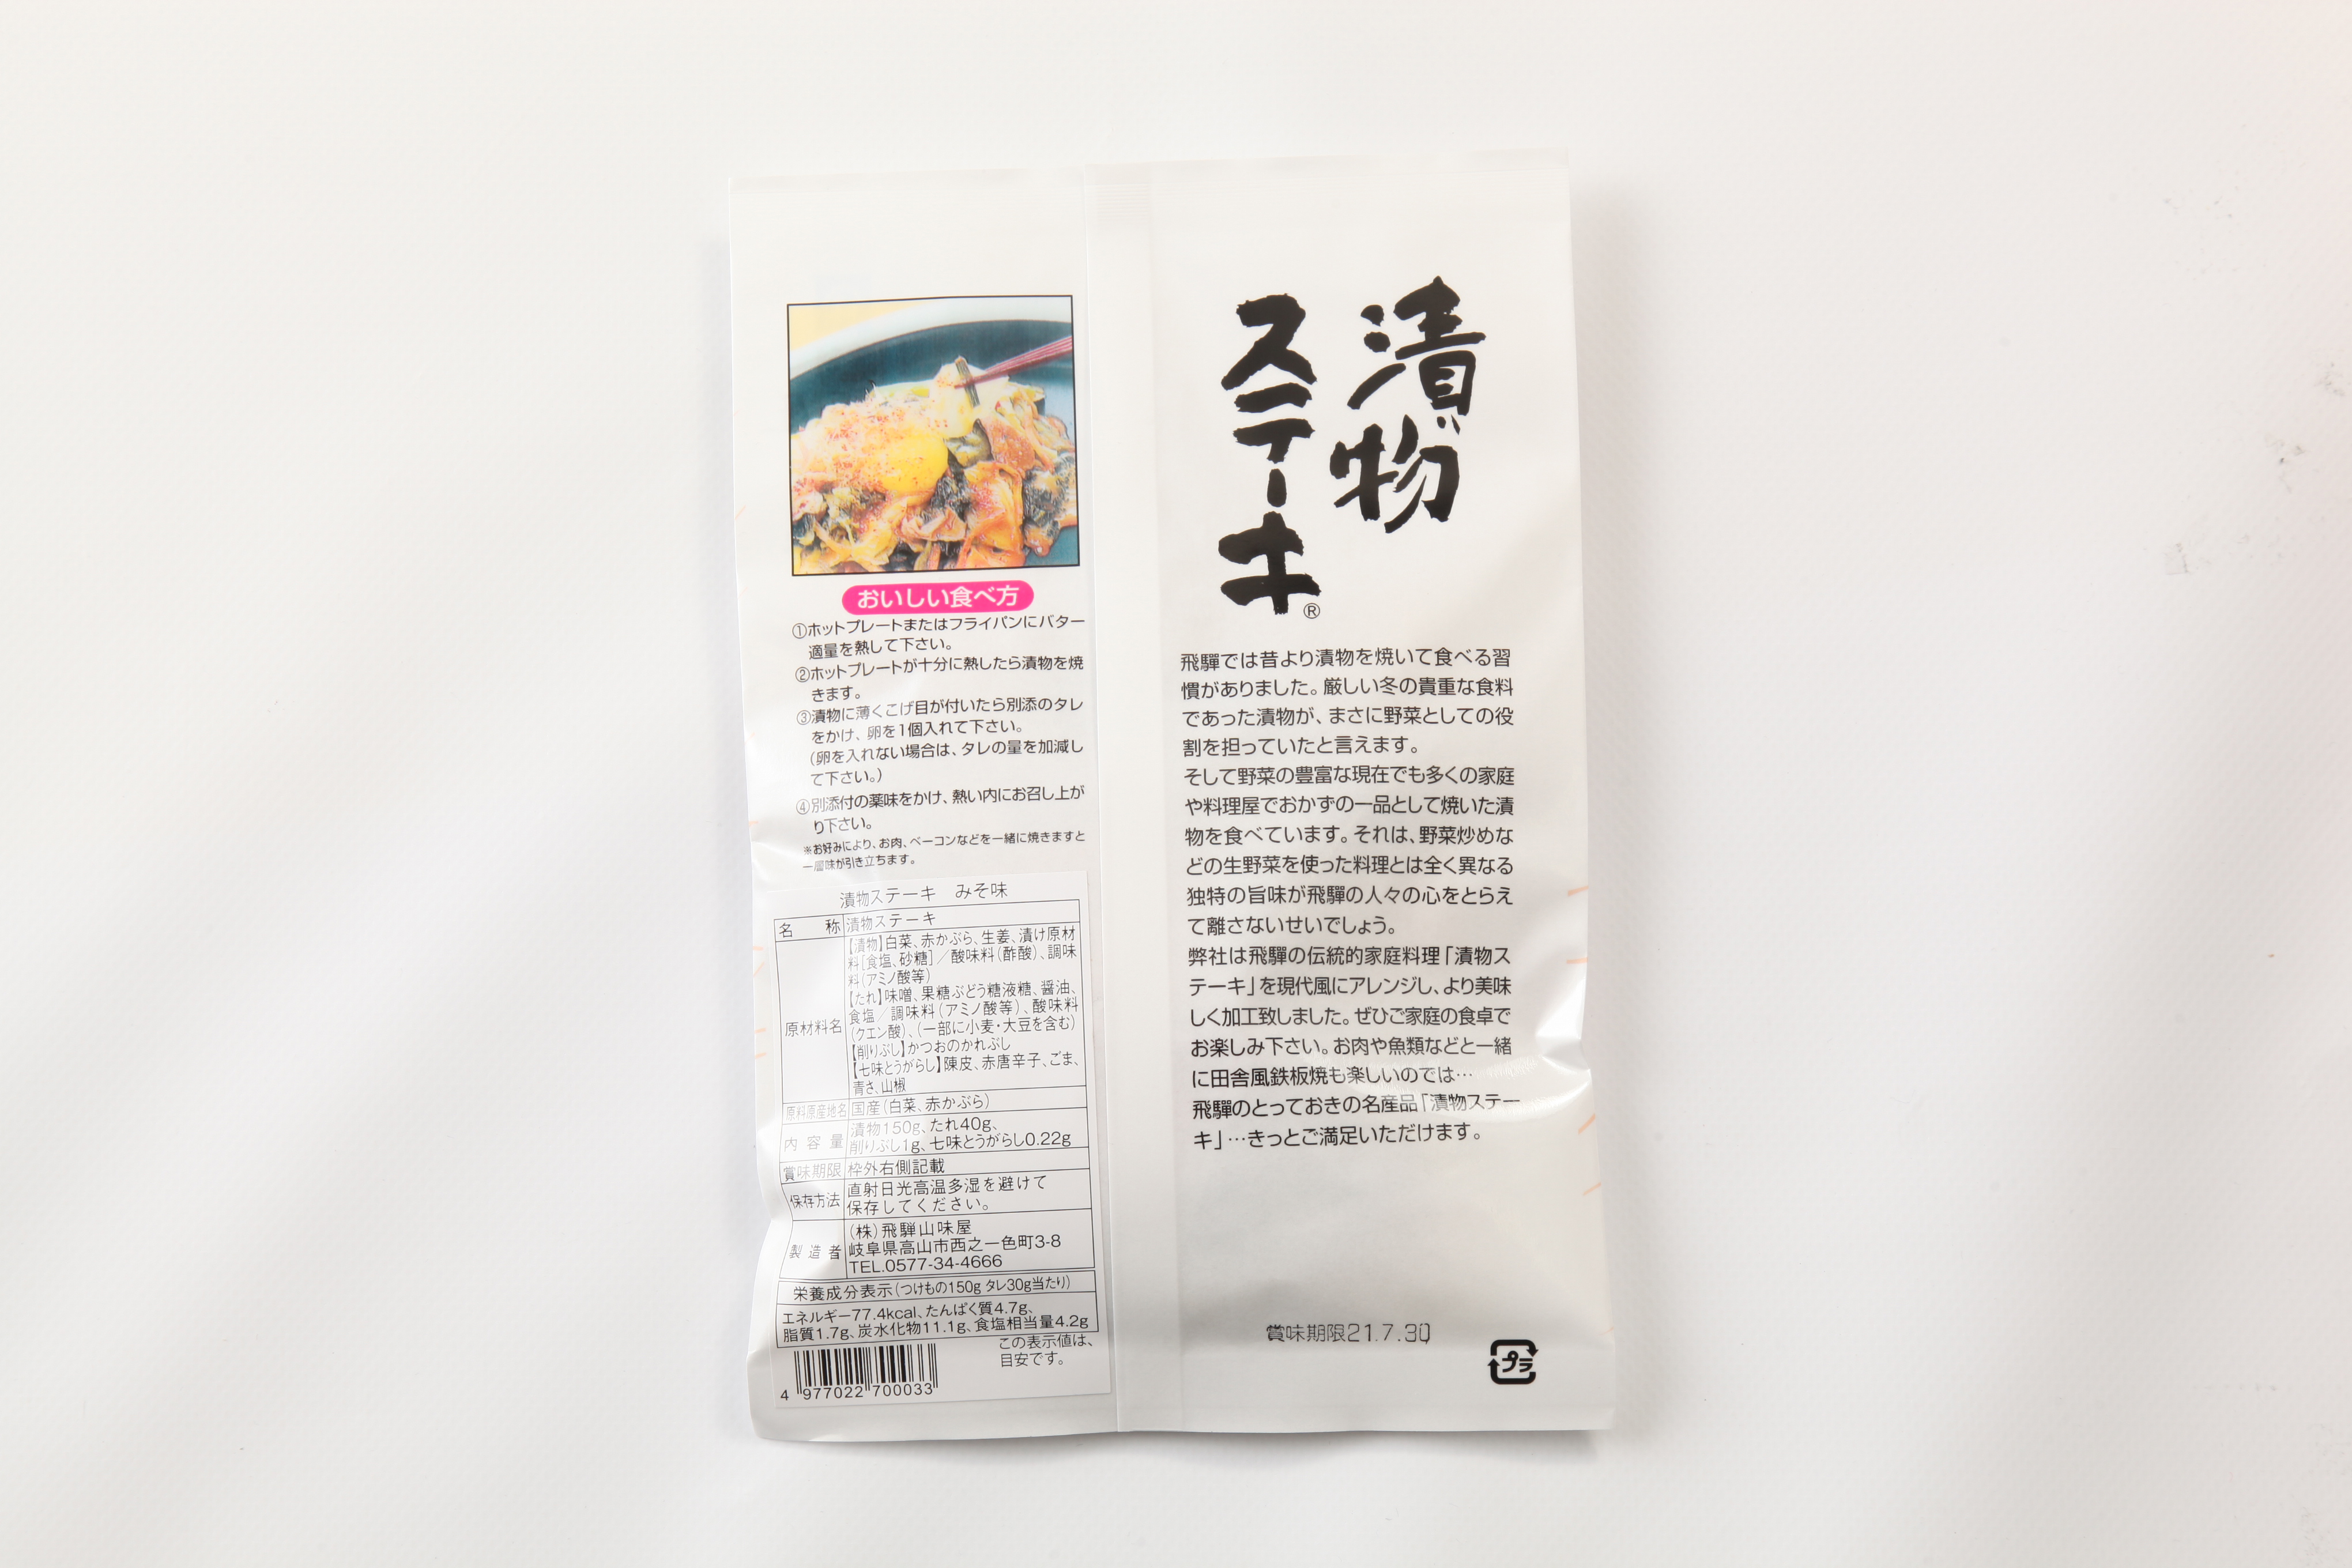 おいしい食べ方
①ホットプレートまたはフライパンにバター
適量を熱して下さい。
②ホットプレートが十分に熱したら漬物を焼
きます。
③漬物に薄くこげ目が付いたら別添のタレ
をかけ、卵を1個入れて下さい。
(卵を入れない場合は、タレの量を加減し
て下さい。)
④別添付の薬味をかけ、熱い内にお召し上が
り下さい。
※お好みにより、お肉、ベーコンなどを一緒に焼きますと
一層味が引き立ちます。
漬物ステーキ みそ味
名称 漬物ステーキ
原材料名
【漬物】白菜、赤かぶら、生姜、漬け原材
料[食塩、砂糖]/酸味料(酢酸)、調味
料(アミノ酸等)
【たれ】味噌、果糖ぶどう糖液糖、醤油、
食塩/調味料(アミノ酸等)、酸味料
(クエン酸)、(一部に小麦・大豆を含む)
【削りぶし】かつおのかれぶし
【七味とうがらし】陳皮、赤唐辛子、ごま、
青さ、山椒
原料原産地名 国産(白菜、赤かぶら)
内容量
漬物150g、たれ40g、
削りぶし1g、七味とうがらし0.22g
賞味期限 枠外右側記載
保存方法
直射日光高温多湿を避けて
保存してください。
製造者
(株)飛騨山味屋
岐阜県高山市西之一色町3-8
TEL.0577-34-4666
栄養成分表示(つけもの150g タレ30g当たり)
エネルギー77.4kcal、たんぱく質4.7g、
脂質1.7g、炭水化物11.1g、食塩相当量4.2g
この表示値は、
目安です。
4 977022 700033
漬物
ステーキ®
飛驒では昔より漬物を焼いて食べる習
慣がありました。厳しい冬の貴重な食料
であった漬物が、まさに野菜としての役
割を担っていたと言えます。
そして野菜の豊富な現在でも多くの家庭
や料理屋でおかずの一品として焼いた漬
物を食べています。それは、野菜炒めな
どの生野菜を使った料理とは全く異なる
独特の旨味が飛驒の人々の心をとらえ
て離さないせいでしょう。
弊社は飛驒の伝統的家庭料理「漬物ス
テーキ」を現代風にアレンジし、より美味
しく加工致しました。ぜひご家庭の食卓で
お楽しみ下さい。お肉や魚類などと一緒
に田舎風鉄板焼も楽しいのでは…
飛驒のとっておきの名産品「漬物ステー
キ」…きっとご満足いただけます。
賞味期限21.7.30
プラ